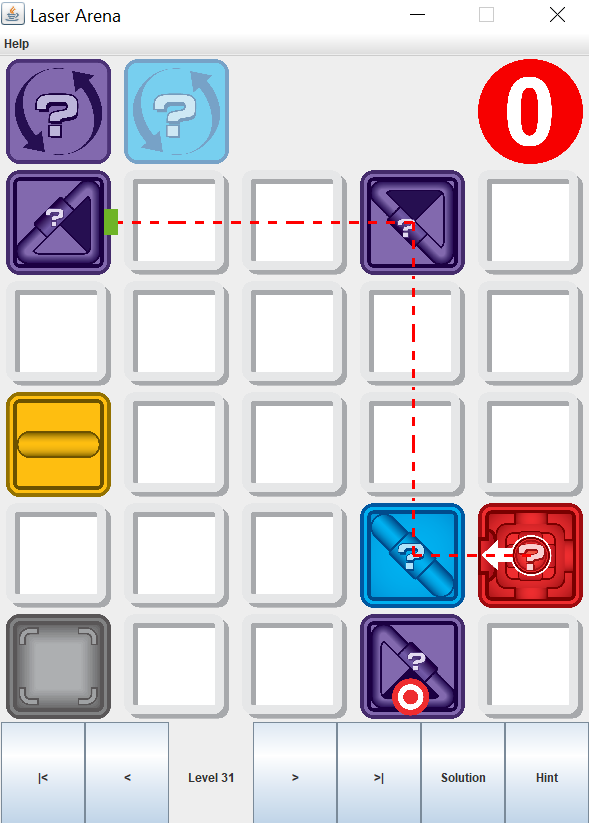 Laser Arena
Help
? ? 0
? ?
? ?
?
|< < Level 31 > >| Solution Hint